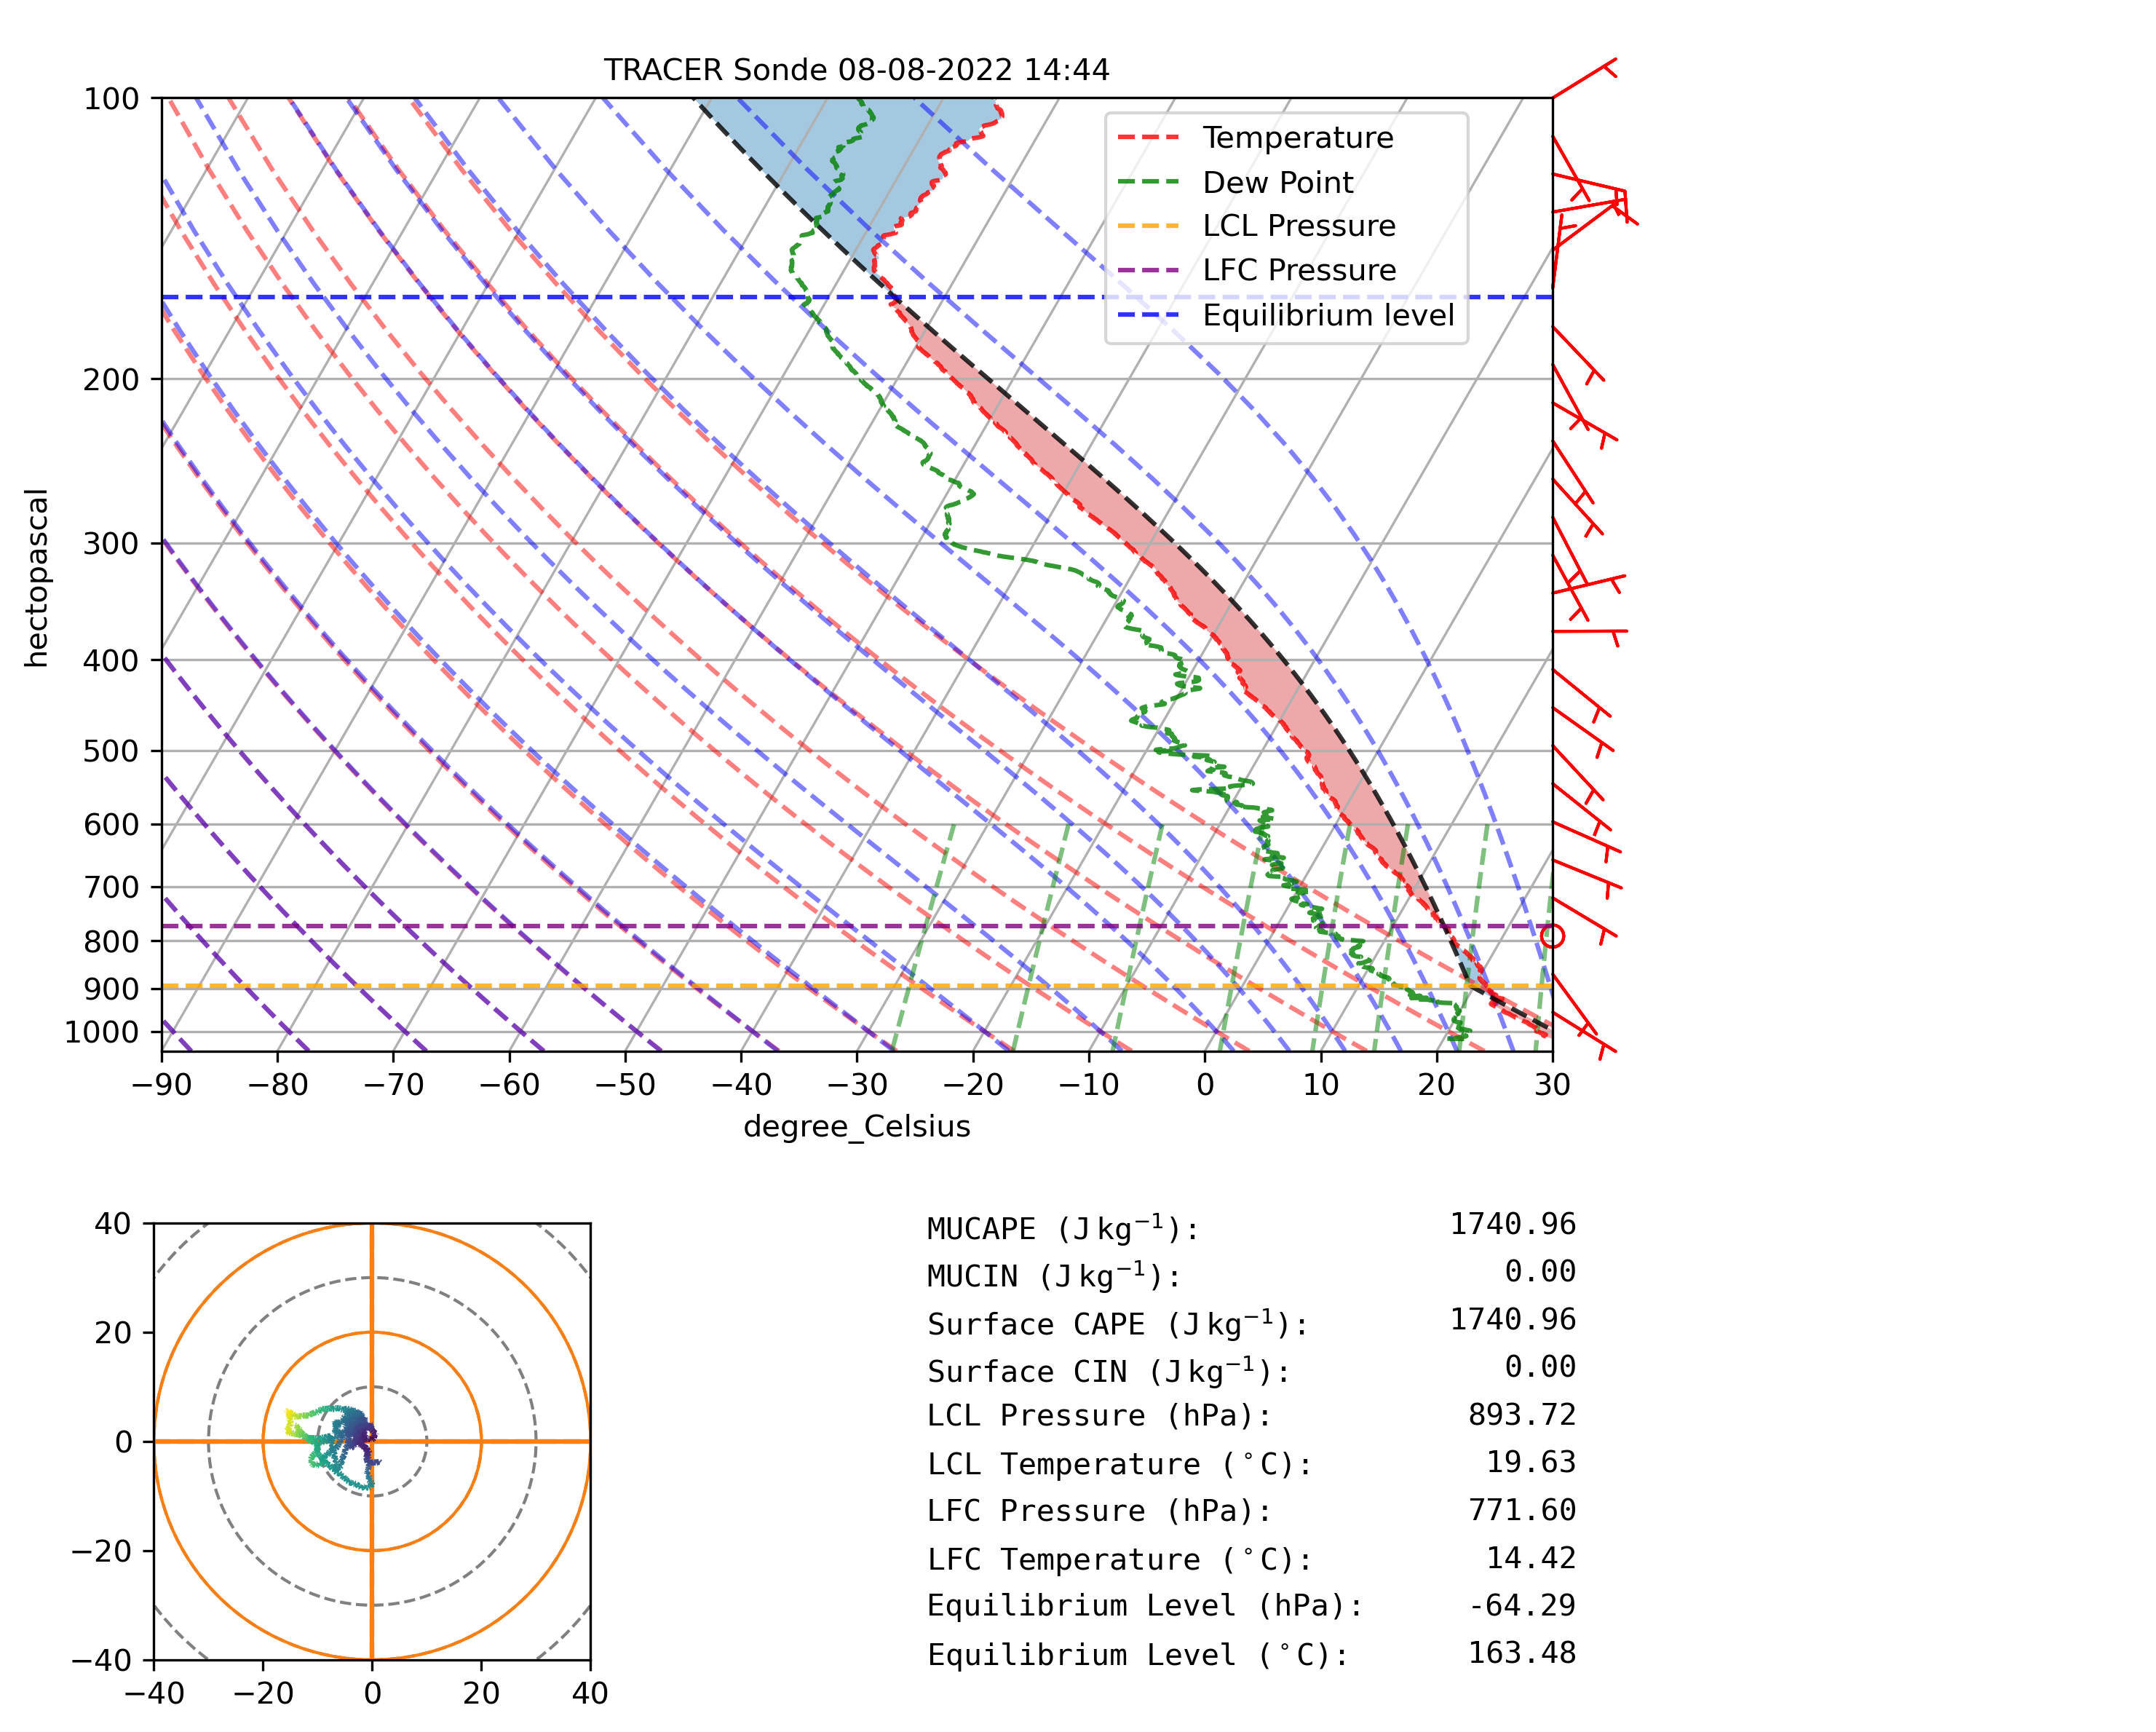 TRACER Sonde 08-08-2022 14:44
100
200
300
400
500
600
700
800
900
1000
hectopascal
Temperature
Dew Point
LCL Pressure
LFC Pressure
Equilibrium level
−90 −80 −70 −60 −50 −40 −30 −20 −10 0 10 20 30
degree_Celsius
40
20
0
−20
−40
−40 −20 0 20 40
MUCAPE (J kg⁻¹): 1740.96
MUCIN (J kg⁻¹): 0.00
Surface CAPE (J kg⁻¹): 1740.96
Surface CIN (J kg⁻¹): 0.00
LCL Pressure (hPa): 893.72
LCL Temperature (°C): 19.63
LFC Pressure (hPa): 771.60
LFC Temperature (°C): 14.42
Equilibrium Level (hPa): -64.29
Equilibrium Level (°C): 163.48